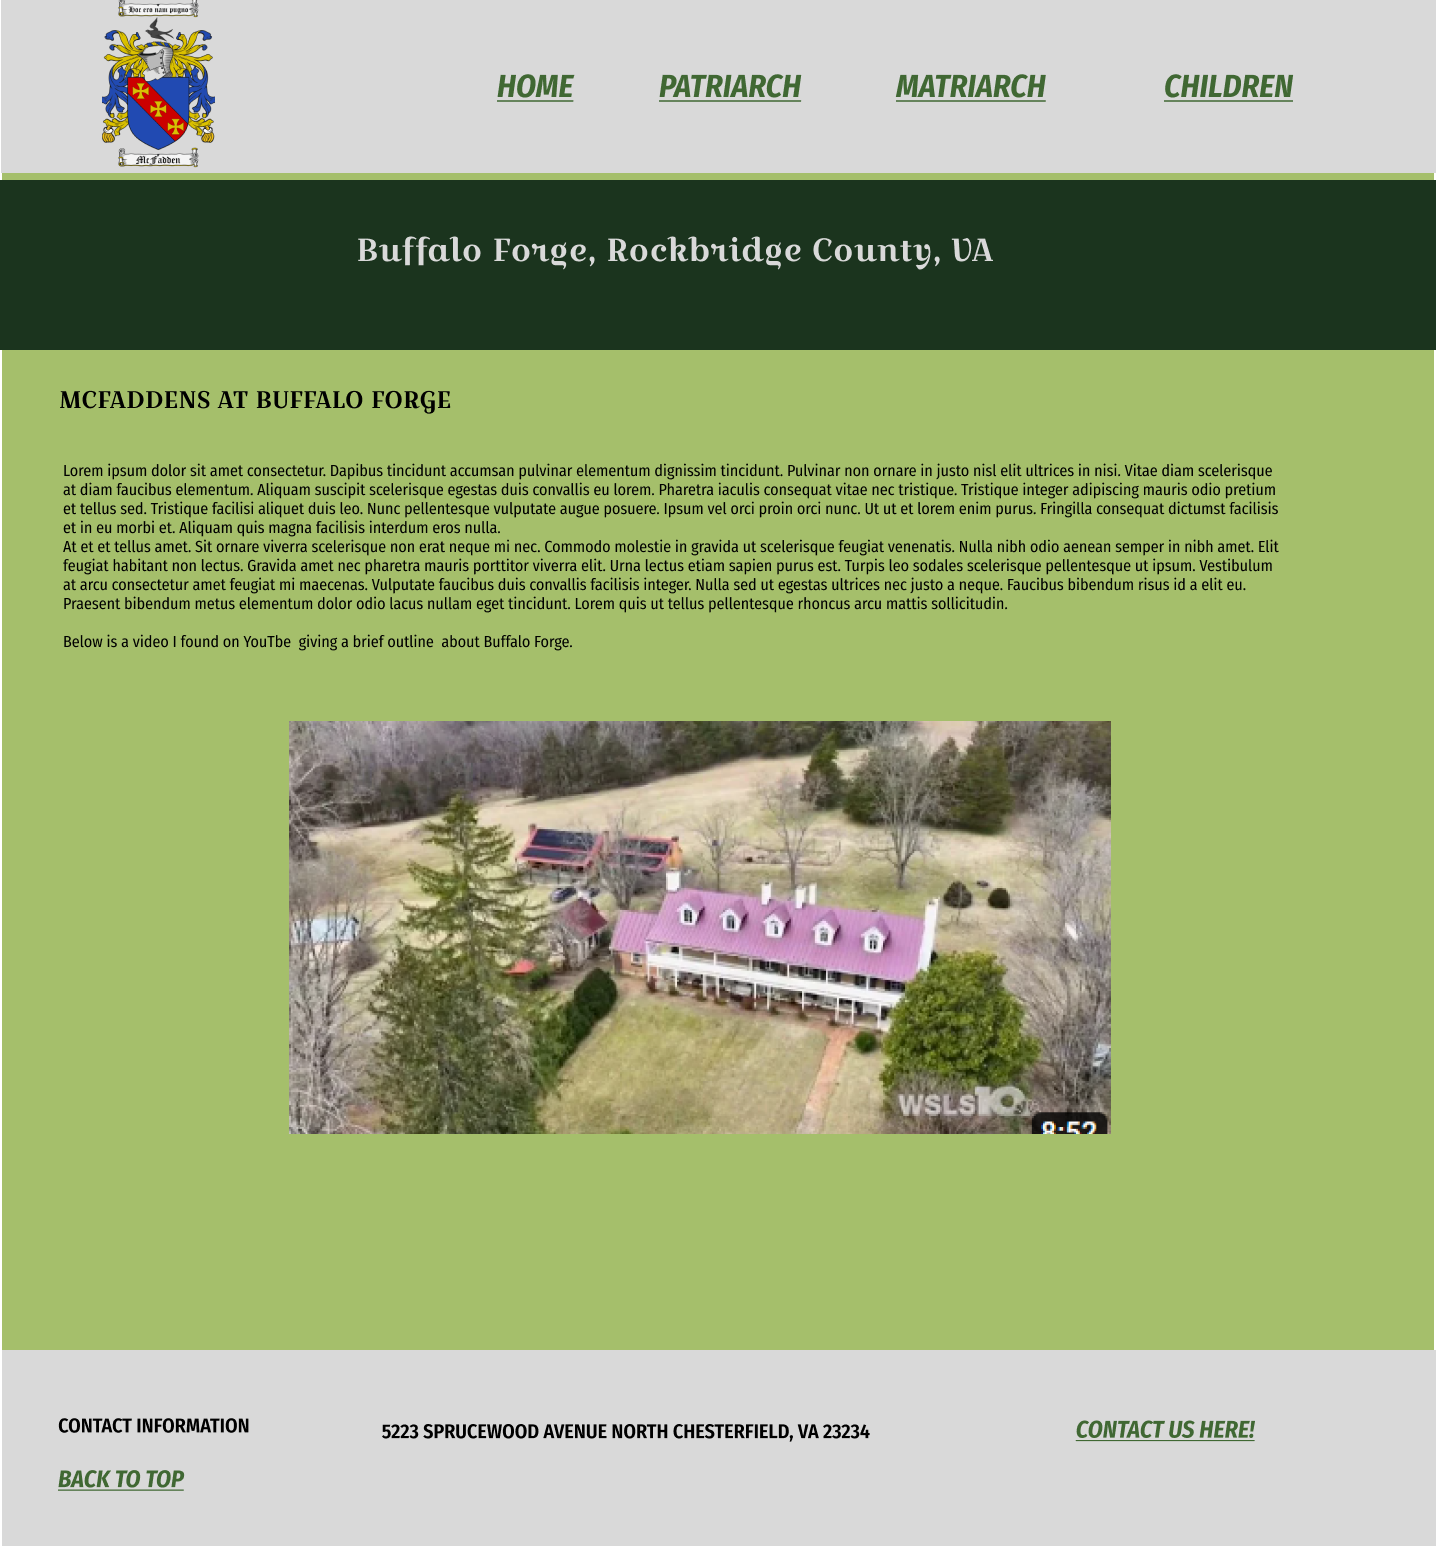 Hoc ero nam pugno
McFadden
HOME PATRIARCH MATRIARCH CHILDREN
Buffalo Forge, Rockbridge County, VA
MCFADDENS AT BUFFALO FORGE
Lorem ipsum dolor sit amet consectetur. Dapibus tincidunt accumsan pulvinar elementum dignissim tincidunt. Pulvinar non ornare in justo nisl elit ultrices in nisi. Vitae diam scelerisque
at diam faucibus elementum. Aliquam suscipit scelerisque egestas duis convallis eu lorem. Pharetra iaculis consequat vitae nec tristique. Tristique integer adipiscing mauris odio pretium
et tellus sed. Tristique facilisi aliquet duis leo. Nunc pellentesque vulputate augue posuere. Ipsum vel orci proin orci nunc. Ut ut et lorem enim purus. Fringilla consequat dictumst facilisis
et in eu morbi et. Aliquam quis magna facilisis interdum eros nulla.
At et et tellus amet. Sit ornare viverra scelerisque non erat neque mi nec. Commodo molestie in gravida ut scelerisque feugiat venenatis. Nulla nibh odio aenean semper in nibh amet. Elit
feugiat habitant non lectus. Gravida amet nec pharetra mauris porttitor viverra elit. Urna lectus etiam sapien purus est. Turpis leo sodales scelerisque pellentesque ut ipsum. Vestibulum
at arcu consectetur amet feugiat mi maecenas. Vulputate faucibus duis convallis facilisis integer. Nulla sed ut egestas ultrices nec justo a neque. Faucibus bibendum risus id a elit eu.
Praesent bibendum metus elementum dolor odio lacus nullam eget tincidunt. Lorem quis ut tellus pellentesque rhoncus arcu mattis sollicitudin.
Below is a video I found on YouTbe  giving a brief outline  about Buffalo Forge.
WSLS10
8:52
CONTACT INFORMATION
5223 SPRUCEWOOD AVENUE NORTH CHESTERFIELD, VA 23234
CONTACT US HERE!
BACK TO TOP